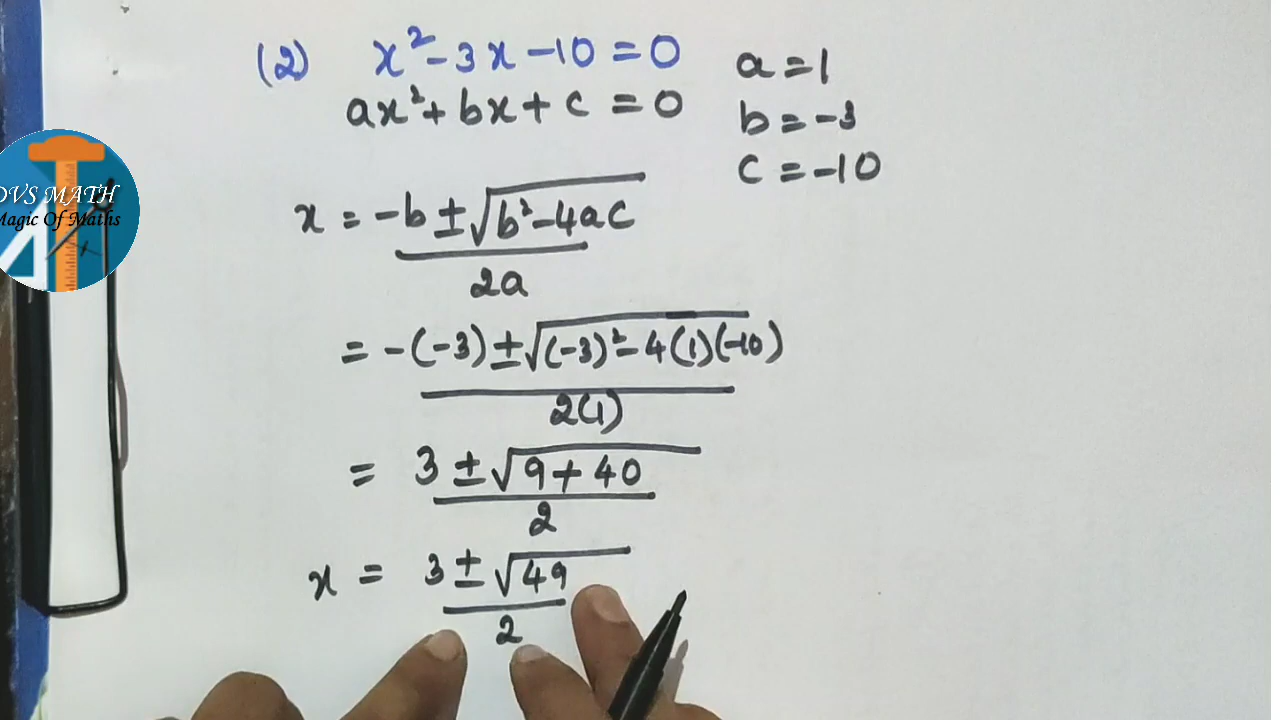 (2) x² - 3x - 10 = 0
ax² + bx + c = 0
a = 1
b = -3
c = -10
DVS MATH
Magic Of Maths
x = -b ± √b² - 4ac
2a
= -(-3) ± √(-3)² - 4(1)(-10)
2(1)
= 3 ± √9 + 40
2
x = 3 ± √49
2